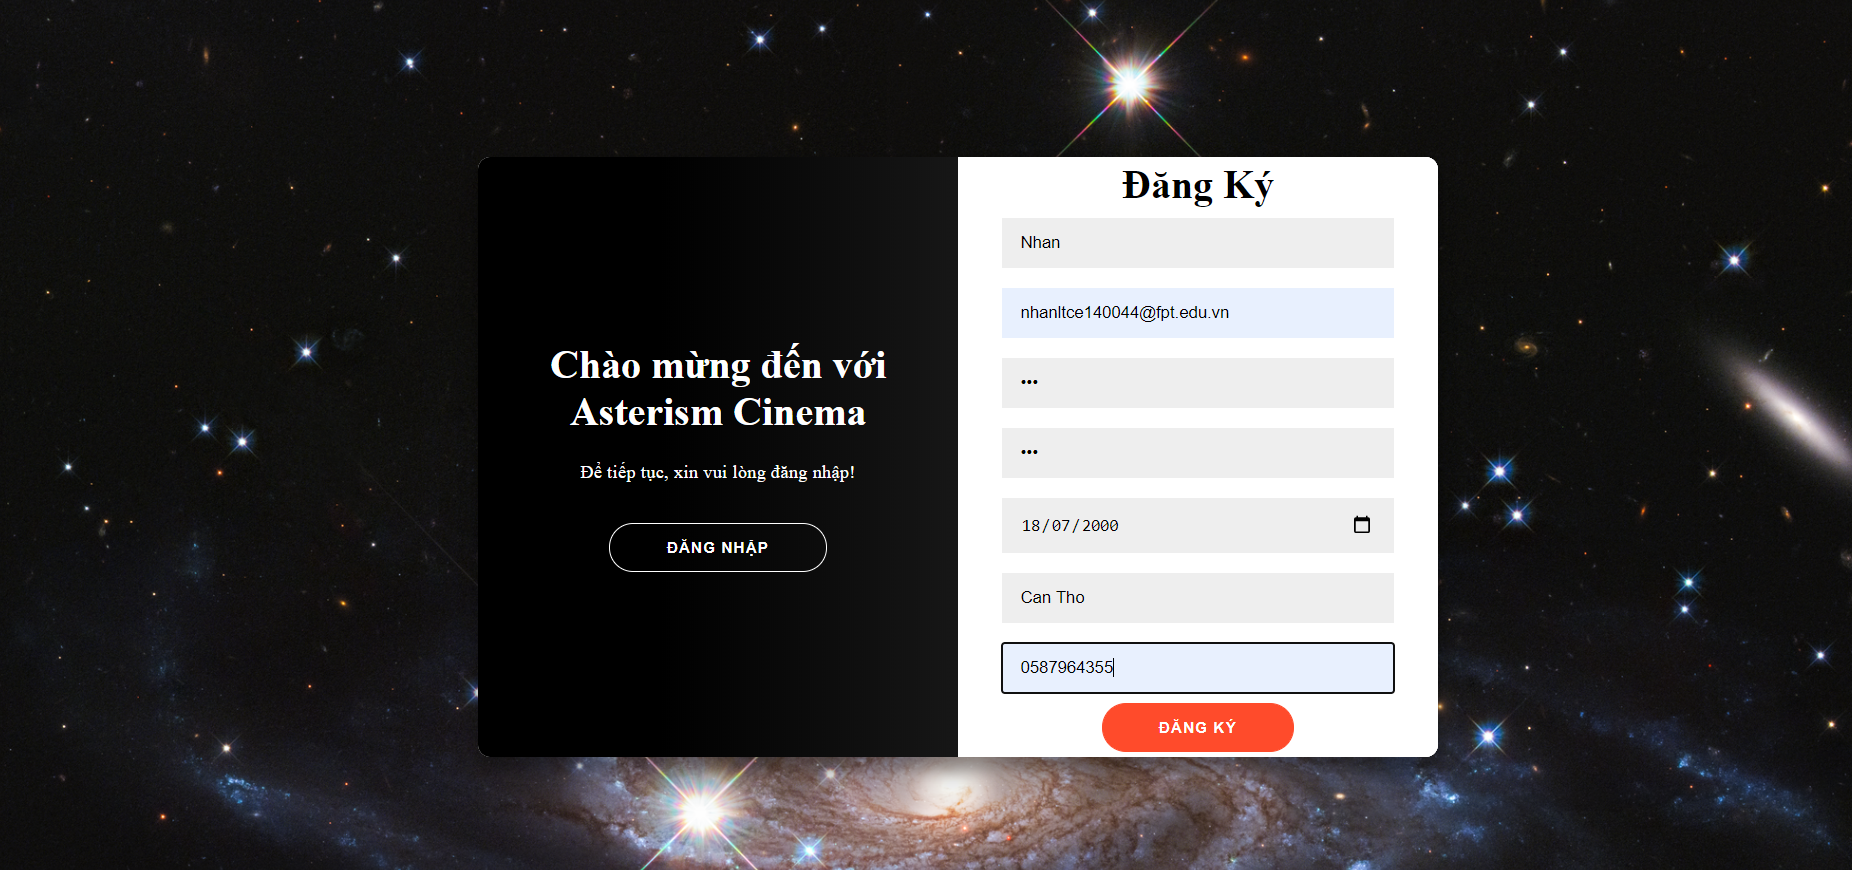 Chào mừng đến với
Asterism Cinema
Để tiếp tục, xin vui lòng đăng nhập!
ĐĂNG NHẬP
Đăng Ký
Nhan
nhanltce140044@fpt.edu.vn
•••
•••
18/07/2000
Can Tho
0587964355
ĐĂNG KÝ